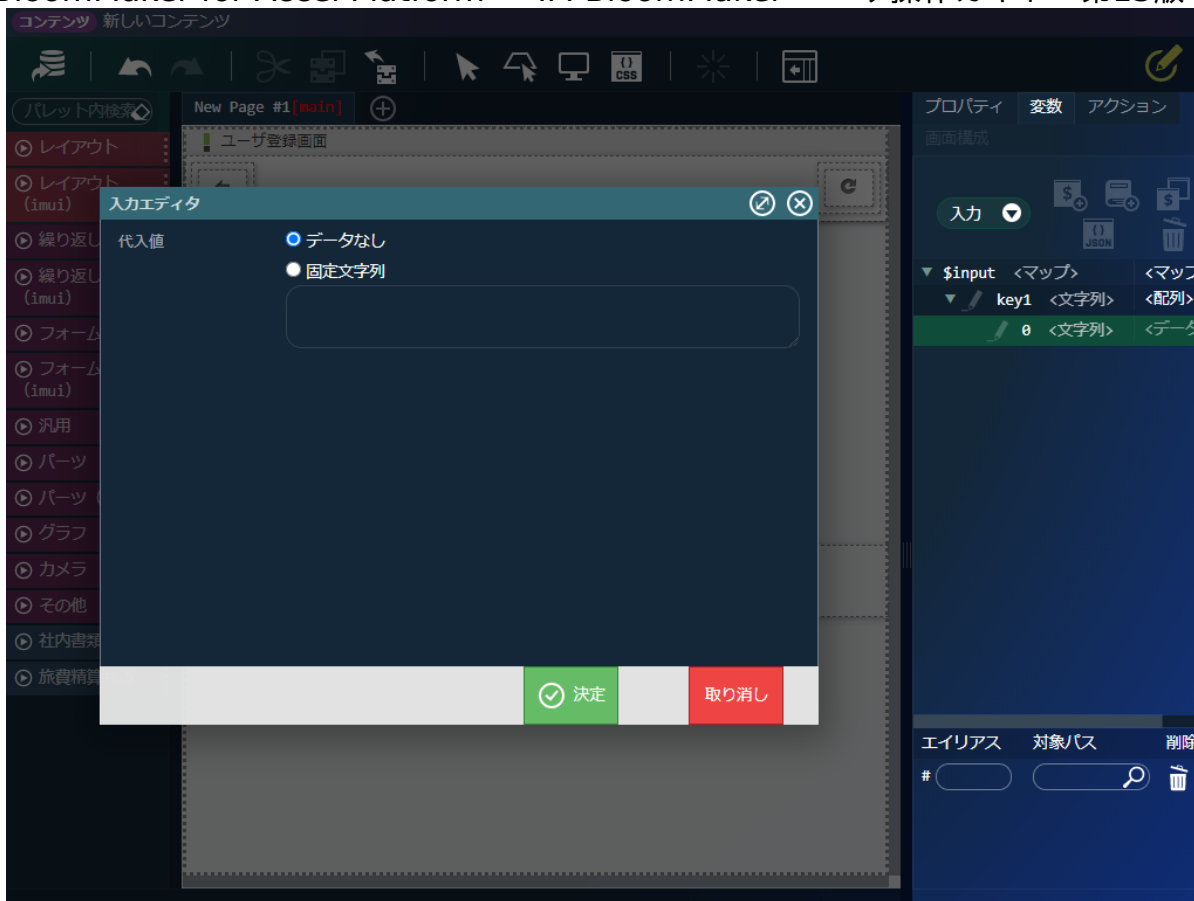 コンテンツ 新しいコンテンツ
{} CSS
パレット内検索
New Page #1[main]
プロパティ 変数 アクション
画面構成
レイアウト
ユーザ登録画面
レイアウト
(imui)
入力エディタ
入力
{} JSON
繰り返し
代入値
データなし
固定文字列
繰り返し
(imui)
$input <マップ> <マップ
key1 <文字列> <配列>
0 <文字列> <データ
フォーム
フォーム
(imui)
汎用
パーツ
パーツ (
グラフ
カメラ
その他
社内書類
旅費精算
決定
取り消し
エイリアス 対象パス 削除
#